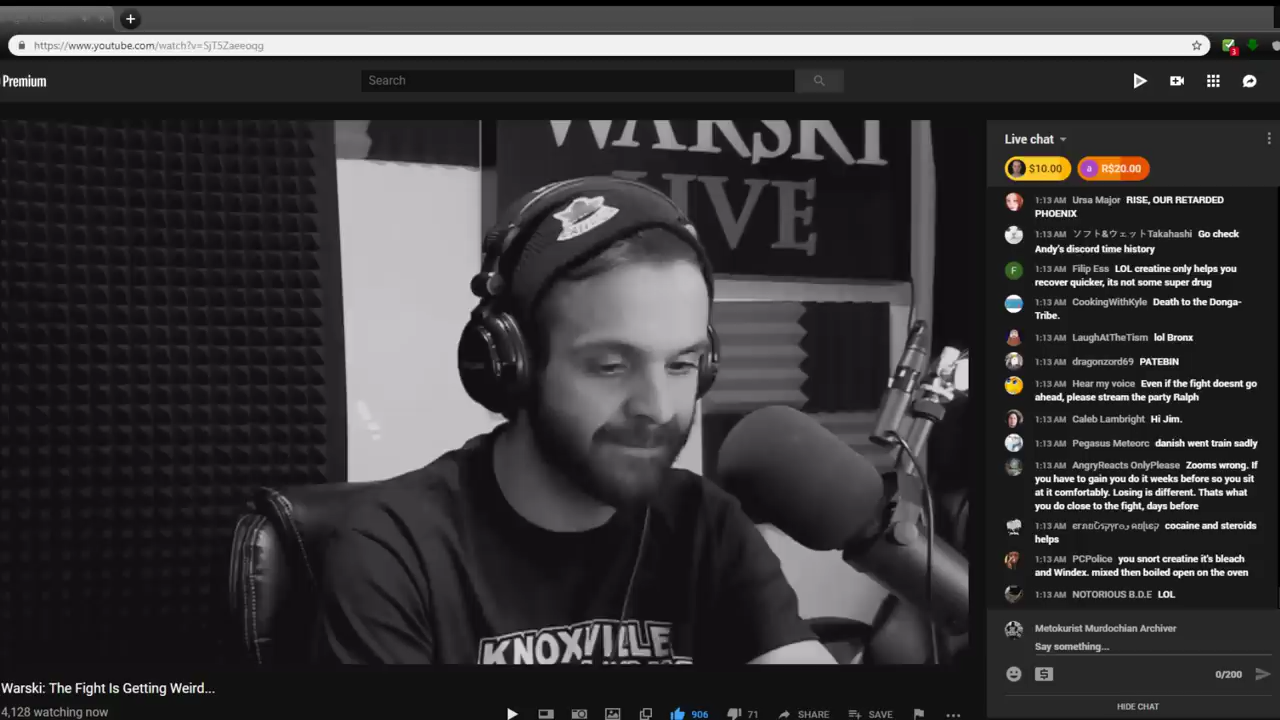 https://www.youtube.com/watch?v=SjT5Zaeeoqg
3
Premium
Search
WARSKI
LIVE
KNOXVILLE
Warski: The Fight Is Getting Weird...
4,128 watching now
906
71
SHARE
SAVE
Live chat
$10.00
a R$20.00
1:13 AM Ursa Major RISE, OUR RETARDED
PHOENIX
1:13 AM ソフト&ウェットTakahashi Go check
Andy's discord time history
F 1:13 AM Filip Ess LOL creatine only helps you
recover quicker, its not some super drug
1:13 AM CookingWithKyle Death to the Donga-
Tribe.
1:13 AM LaughAtTheTism lol Bronx
1:13 AM dragonzord69 PATEBIN
1:13 AM Hear my voice Even if the fight doesnt go
ahead, please stream the party Ralph
1:13 AM Caleb Lambright Hi Jim.
1:13 AM Pegasus Meteorc danish went train sadly
1:13 AM AngryReacts OnlyPlease Zooms wrong. If
you have to gain you do it weeks before so you sit
at it comfortably. Losing is different. Thats what
you do close to the fight, days before
1:13 AM cocaine and steroids
helps
1:13 AM PCPolice you snort creatine it's bleach
and Windex. mixed then boiled open on the oven
1:13 AM NOTORIOUS B.D.E LOL
Metokurist Murdochian Archiver
Say something...
0/200
HIDE CHAT